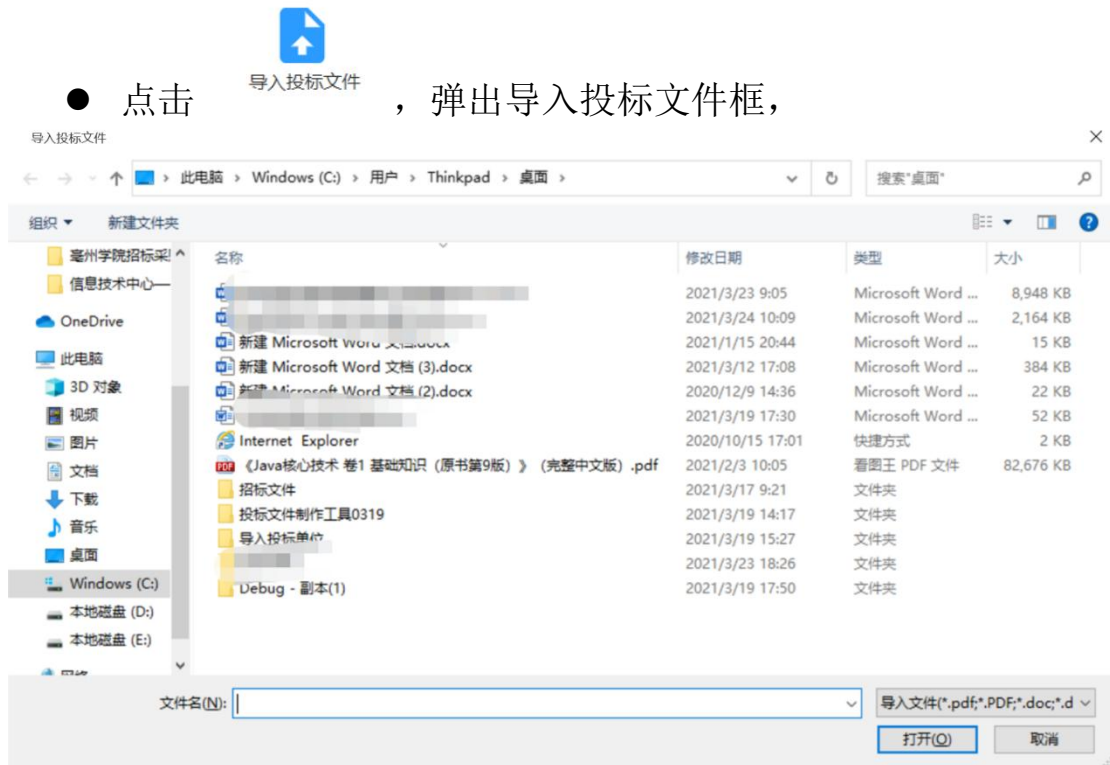 导入投标文件
● 点击 ，弹出导入投标文件框，
导入投标文件
此电脑 › Windows (C:) › 用户 › Thinkpad › 桌面 ›
搜索"桌面"
组织 新建文件夹
亳州学院招标采
信息技术中心—
OneDrive
此电脑
3D 对象
视频
图片
文档
下载
音乐
桌面
Windows (C:)
本地磁盘 (D:)
本地磁盘 (E:)
网络
名称 修改日期 类型 大小
2021/3/23 9:05 Microsoft Word ... 8,948 KB
2021/3/24 10:09 Microsoft Word ... 2,164 KB
新建 Microsoft Word 文档.docx 2021/1/15 20:44 Microsoft Word ... 15 KB
新建 Microsoft Word 文档 (3).docx 2021/3/12 17:08 Microsoft Word ... 384 KB
新建 Microsoft Word 文档 (2).docx 2020/12/9 14:36 Microsoft Word ... 22 KB
2021/3/19 17:30 Microsoft Word ... 52 KB
Internet Explorer 2020/10/15 17:01 快捷方式 2 KB
《Java核心技术 卷1 基础知识（原书第9版）》（完整中文版）.pdf 2021/2/3 10:05 看图王 PDF 文件 82,676 KB
招标文件 2021/3/17 9:21 文件夹
投标文件制作工具0319 2021/3/19 14:17 文件夹
导入投标单位 2021/3/19 15:27 文件夹
2021/3/23 18:26 文件夹
Debug - 副本(1) 2021/3/19 17:50 文件夹
文件名(N): 导入文件(*.pdf;*.PDF;*.doc;*.d
打开(O) 取消